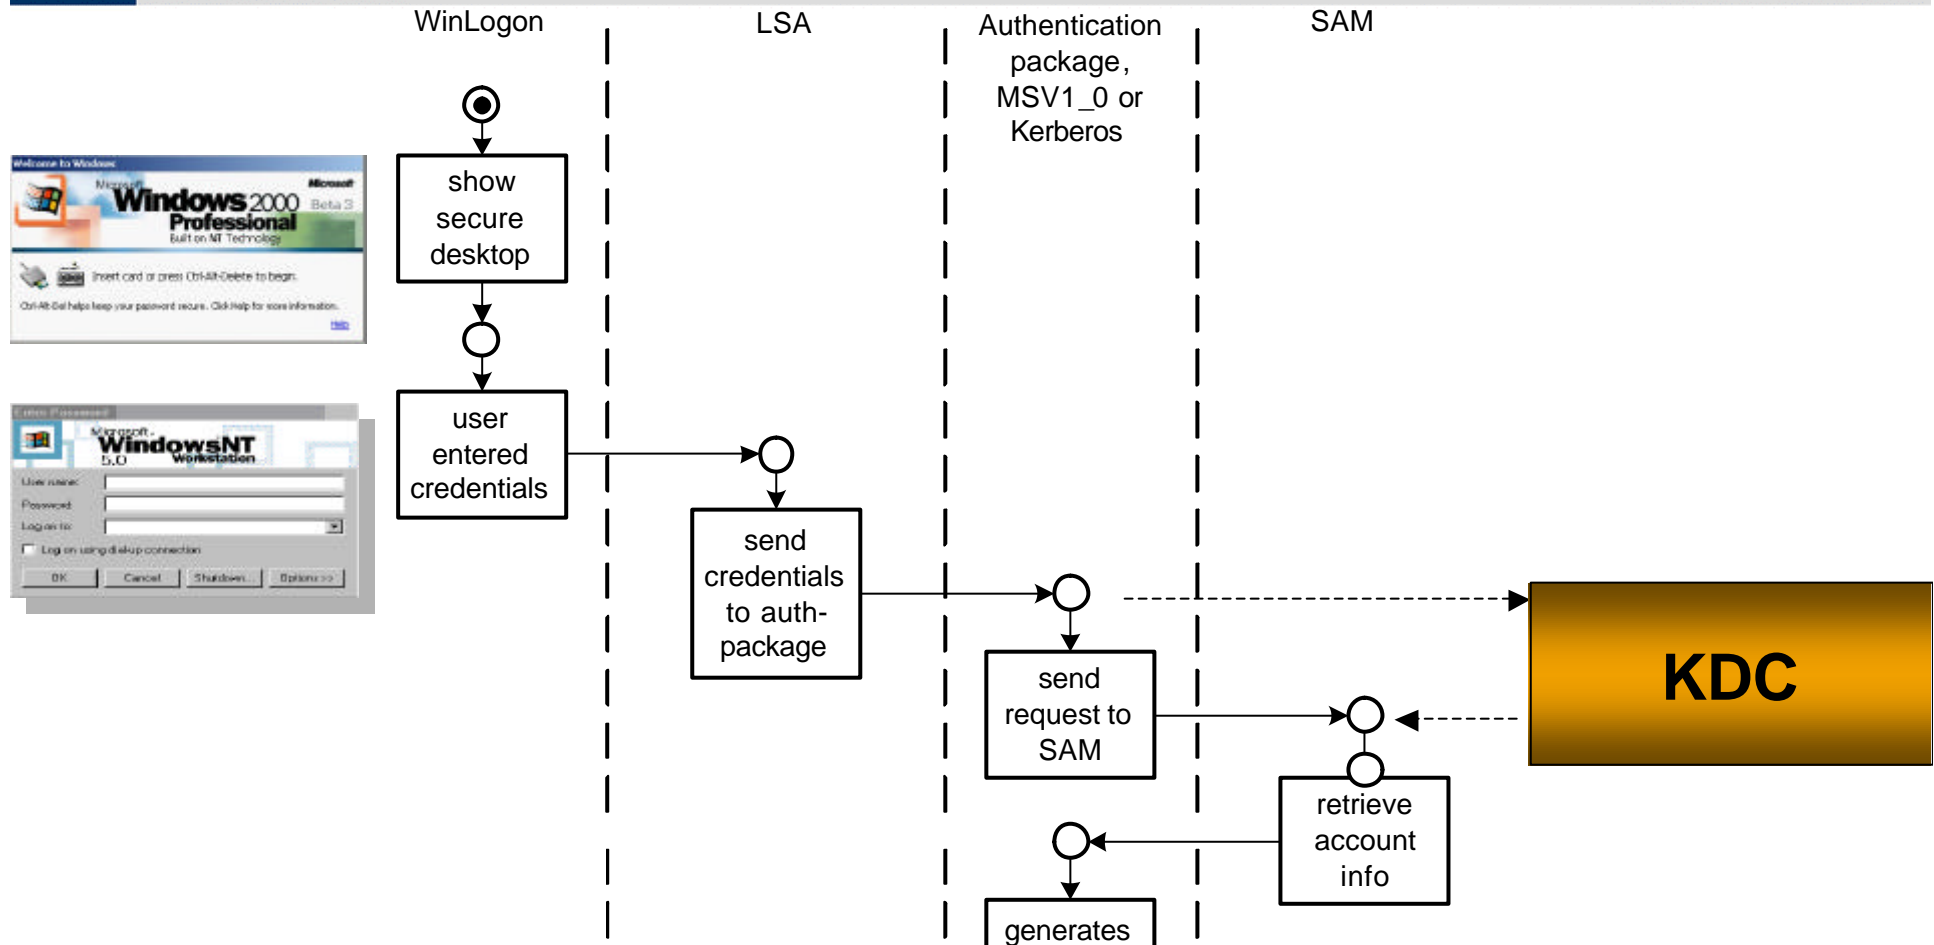 WinLogon
LSA
Authentication
package,
MSV1_0 or
Kerberos
SAM
Welcome to Windows
Microsoft
Windows 2000
Microsoft
Beta 3
Professional
Built on NT Technology
Insert card or press Ctrl-Alt-Delete to begin.
Ctrl-Alt-Del helps keep your password secure. Click Help for more information.
Help
show
secure
desktop
Enter Password
Microsoft
WindowsNT
5.0 Workstation
User name:
Password:
Log on to:
Log on using dialup connection
OK
Cancel
Shutdown...
Options >>
user
entered
credentials
send
credentials
to auth-
package
send
request to
SAM
KDC
retrieve
account
info
generates